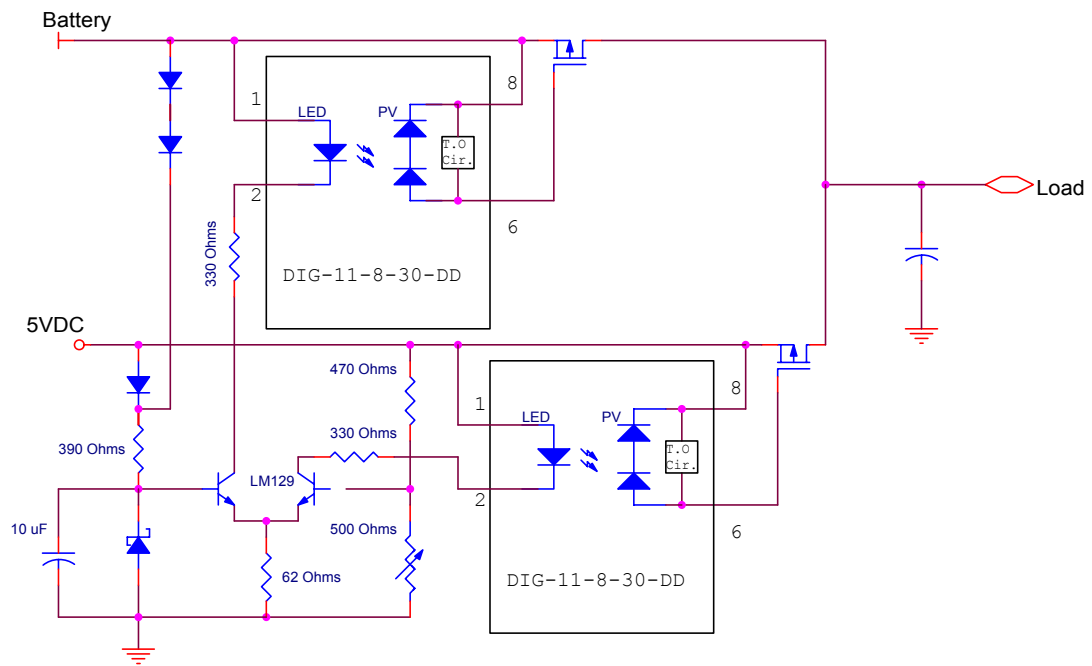 Battery
1
LED
PV
8
T.O
Cir.
2
6
330 Ohms
DIG-11-8-30-DD
Load
5VDC
470 Ohms
1
LED
PV
8
T.O
Cir.
390 Ohms
330 Ohms
LM129
2
6
10 uF
500 Ohms
62 Ohms
DIG-11-8-30-DD